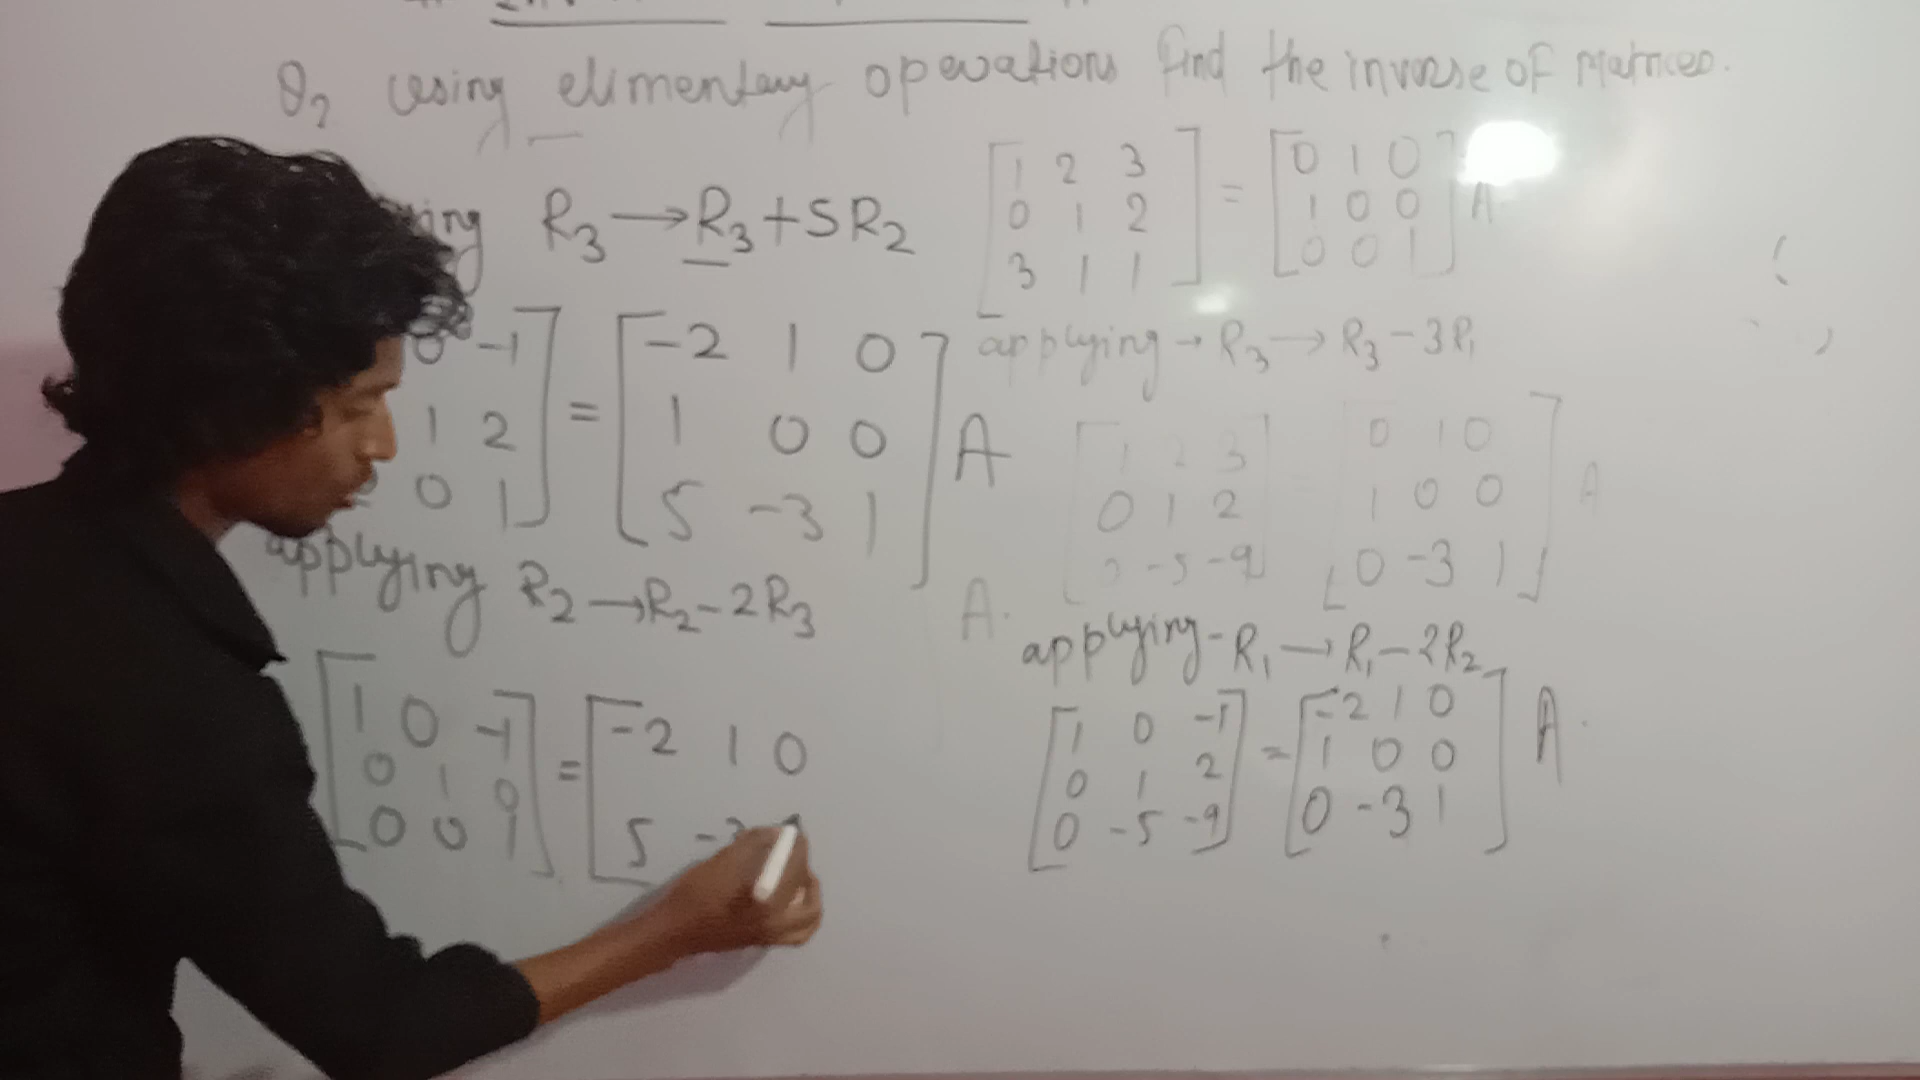 Q2 using elimentary operations find the inverse of Matrices.
R3 → R3 + 5R2
0 -1 = -2 1 0
1 2 1 0 0 A
0 1 5 -3 1
applying R2 → R2 - 2R3
1 0 -1 = -2 1 0
0 1 0
0 0 1 5
1 2 3 = 0 1 0
0 1 2 1 0 0 A
3 1 1 0 0 1
applying → R3 → R3 - 3R1
1 2 3 0 1 0
0 1 2 1 0 0 A
-5 -9 0 -3 1
A.
applying - R1 → R1 - 2R2
1 0 -1 = -2 1 0
0 1 2 1 0 0 A.
0 -5 -9 0 -3 1